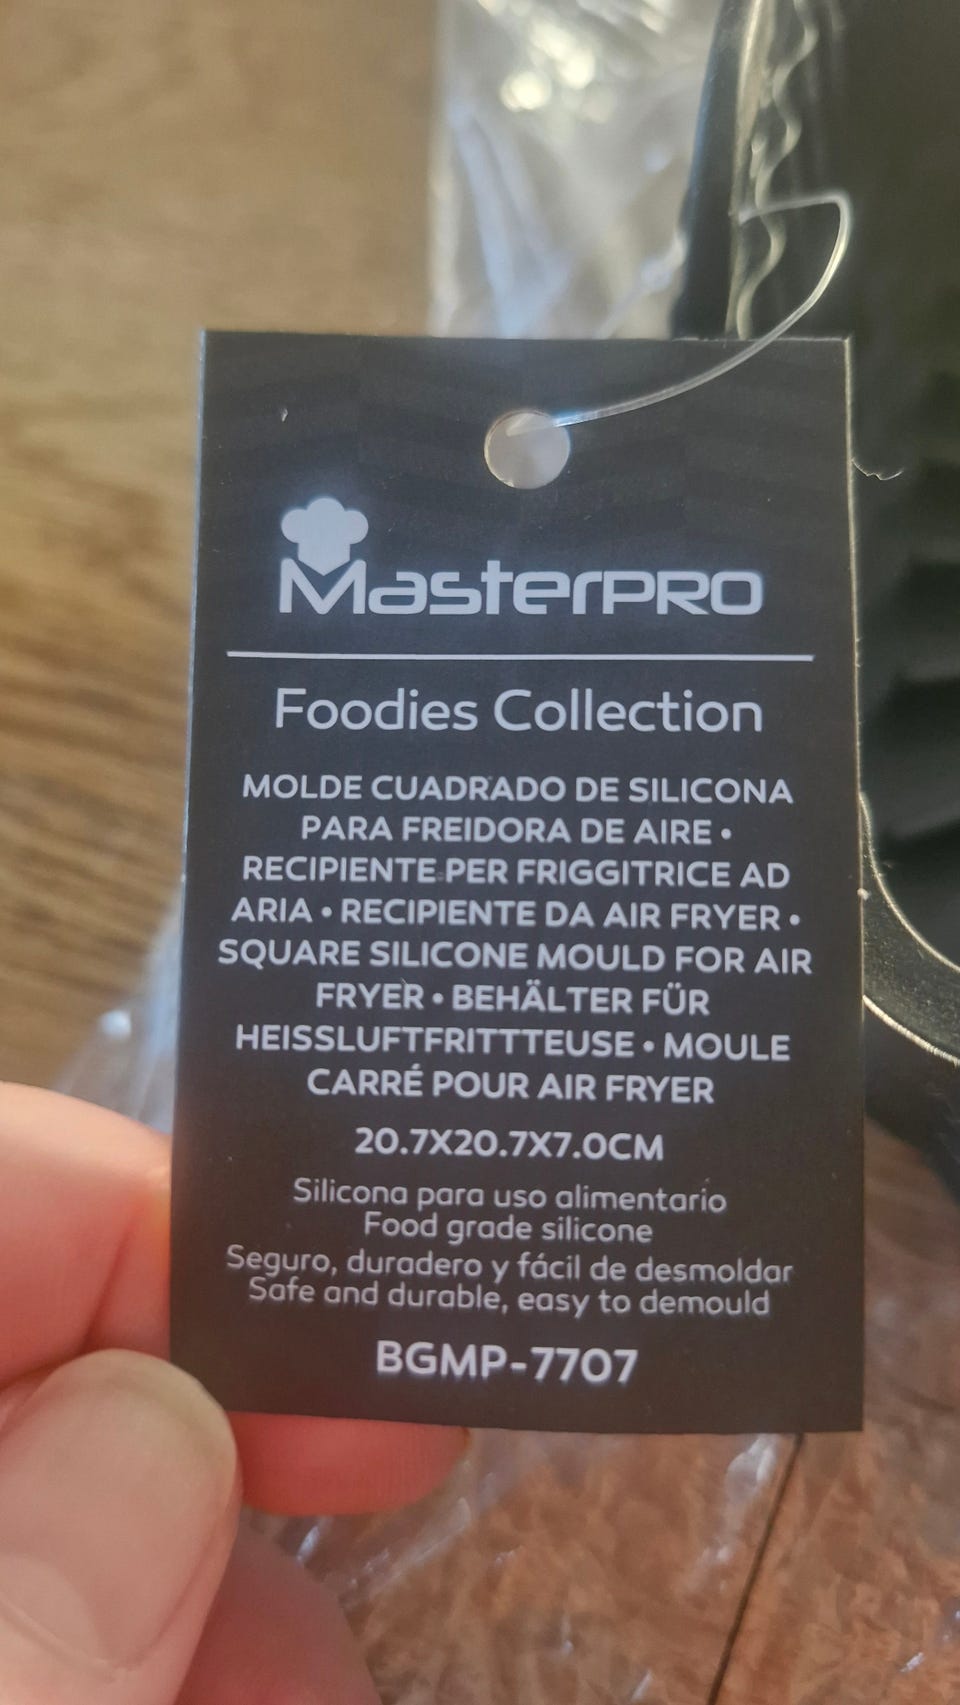 MasterPRO
Foodies Collection
MOLDE CUADRADO DE SILICONA
PARA FREIDORA DE AIRE •
RECIPIENTE PER FRIGGITRICE AD
ARIA • RECIPIENTE DA AIR FRYER •
SQUARE SILICONE MOULD FOR AIR
FRYER • BEHÄLTER FÜR
HEISSLUFTFRITTTEUSE • MOULE
CARRÉ POUR AIR FRYER
20.7X20.7X7.0CM
Silicona para uso alimentario
Food grade silicone
Seguro, duradero y fácil de desmoldar
Safe and durable, easy to demould
BGMP-7707